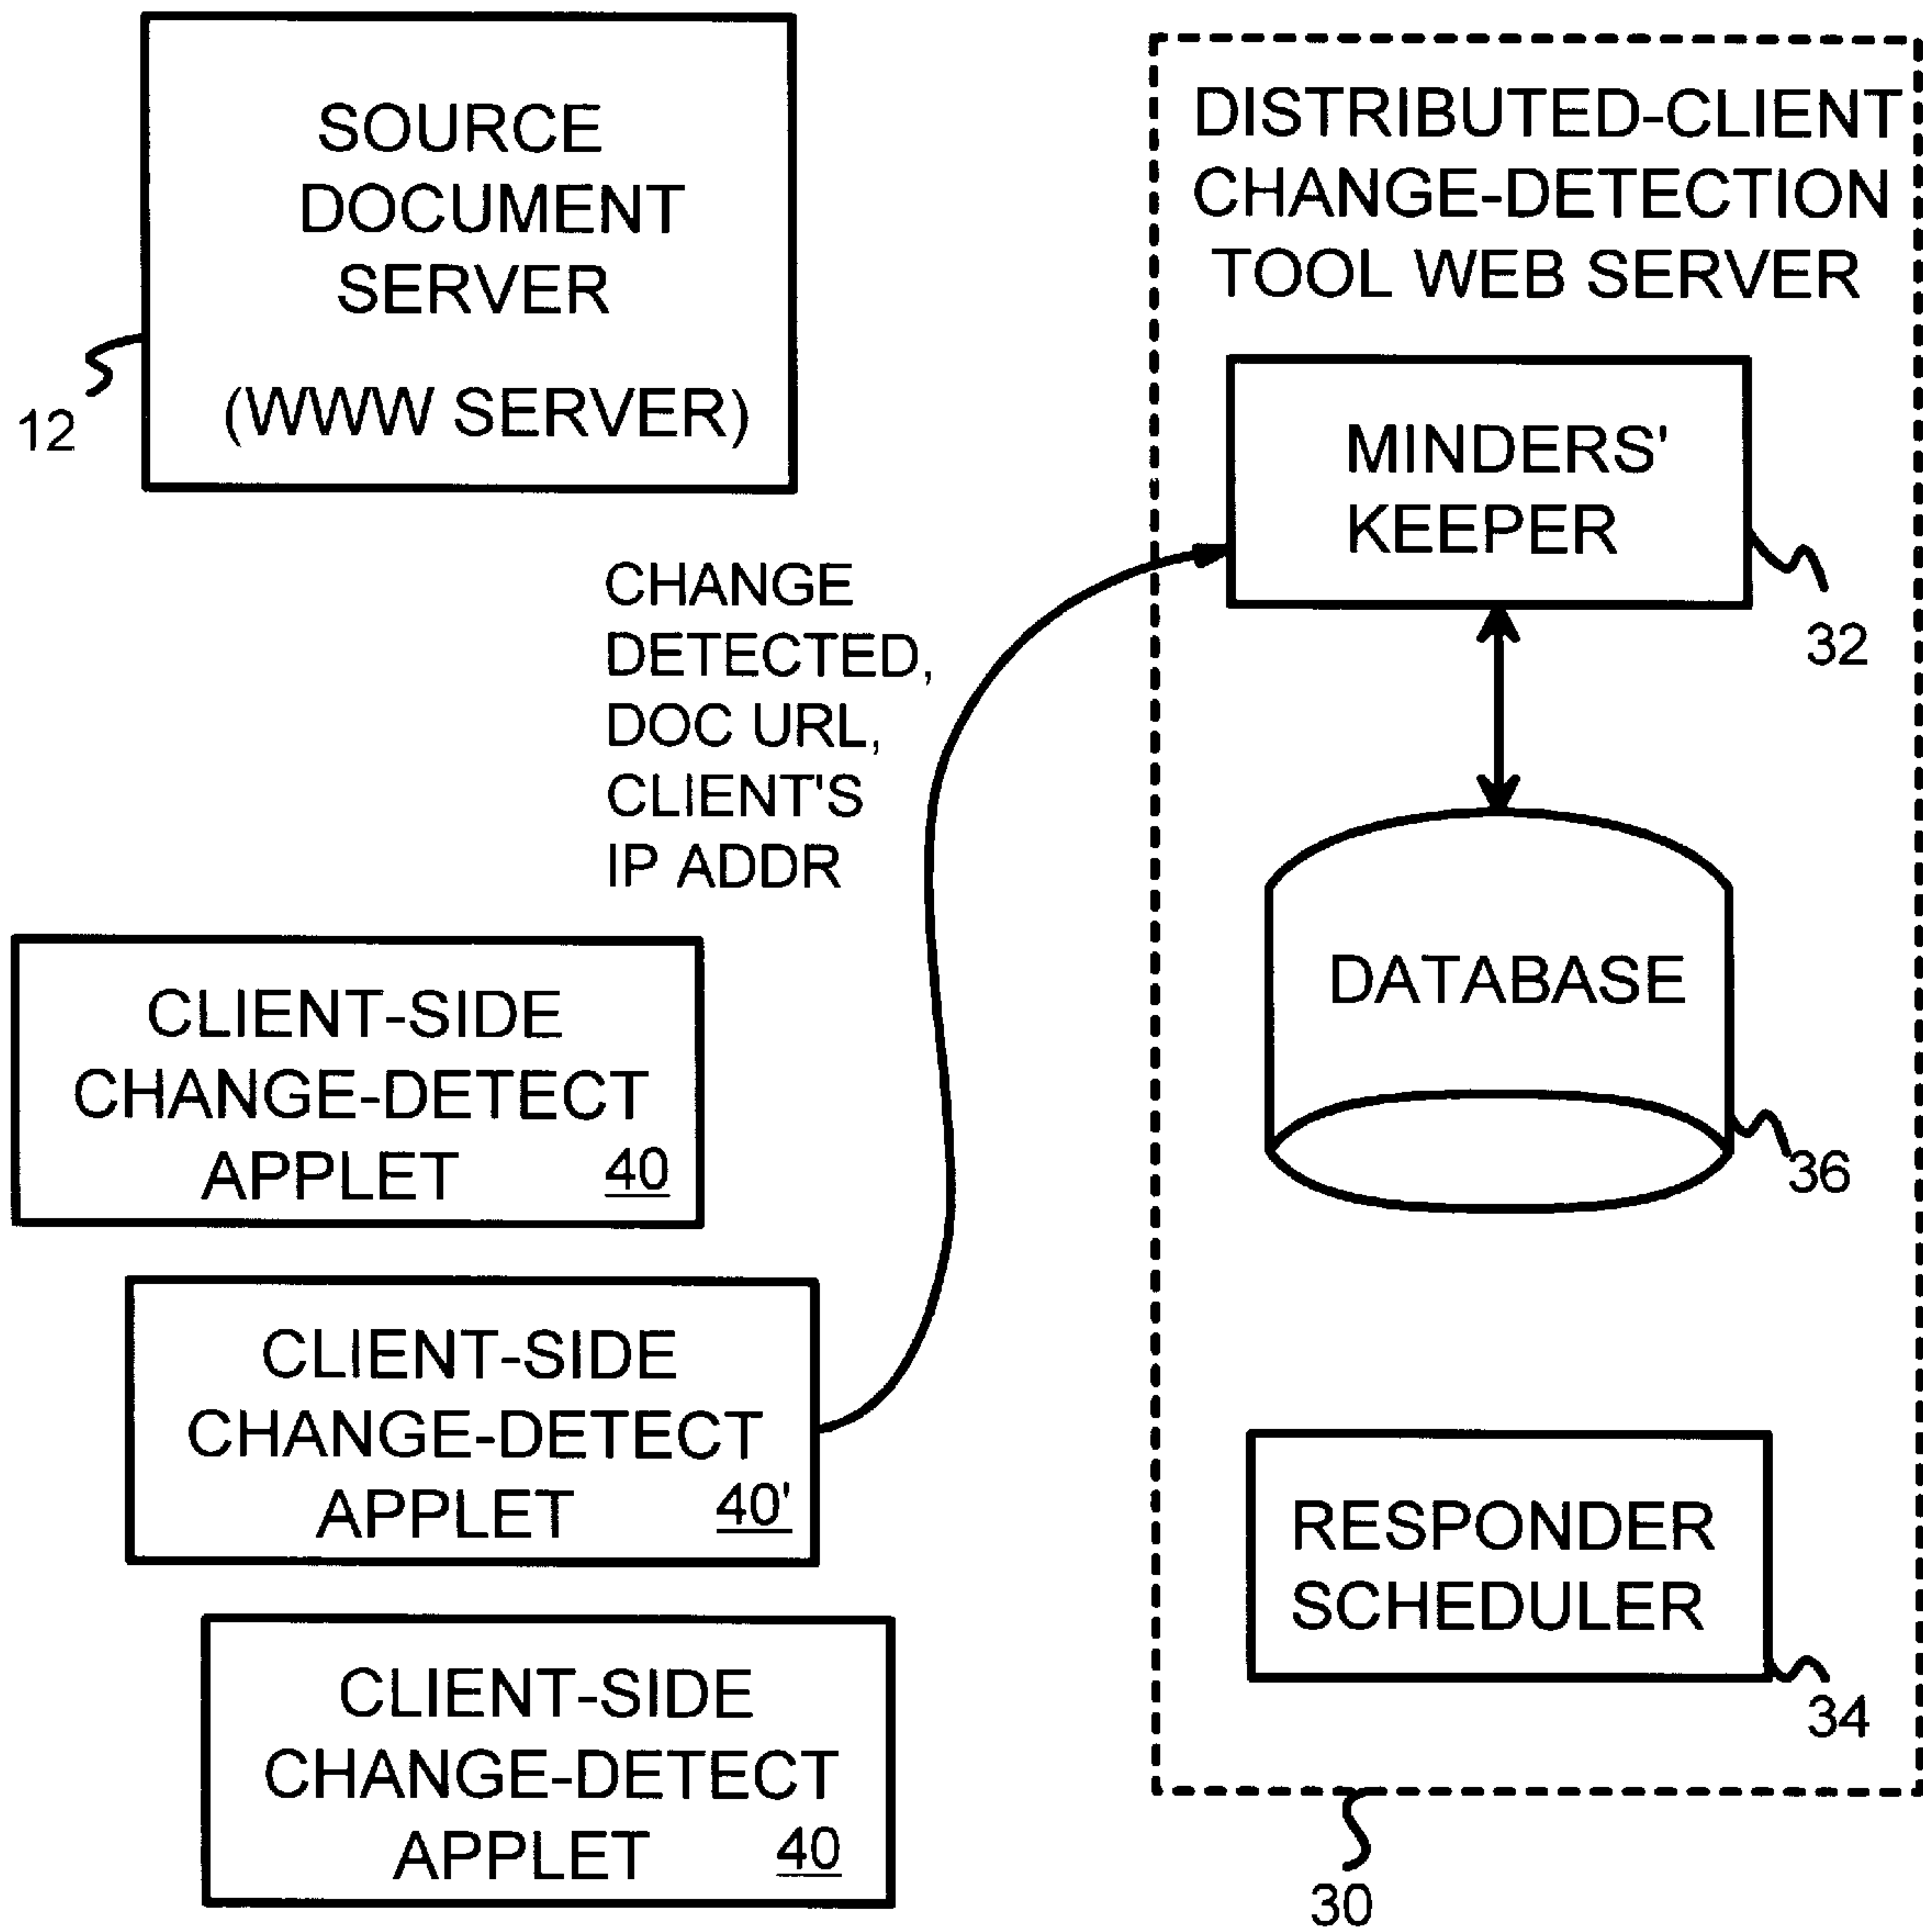 SOURCE
DOCUMENT
SERVER
(WWW SERVER)
12
DISTRIBUTED-CLIENT
CHANGE-DETECTION
TOOL WEB SERVER
MINDERS'
KEEPER
32
CHANGE
DETECTED,
DOC URL,
CLIENT'S
IP ADDR
DATABASE
36
CLIENT-SIDE
CHANGE-DETECT
APPLET 40
CLIENT-SIDE
CHANGE-DETECT
APPLET 40'
CLIENT-SIDE
CHANGE-DETECT
APPLET 40
RESPONDER
SCHEDULER
34
30